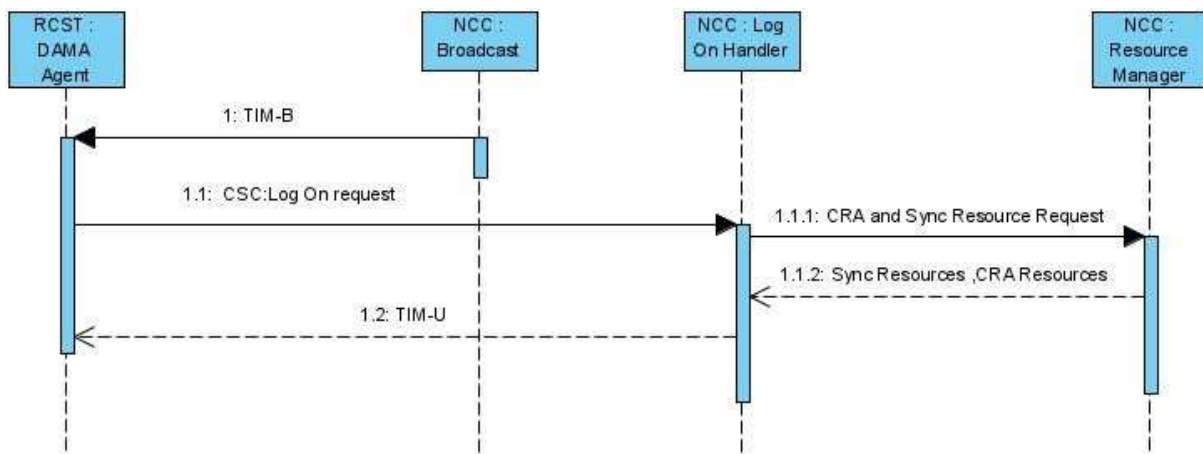 RCST :
DAMA
Agent
NCC :
Broadcast
NCC : Log
On Handler
NCC :
Resource
Manager
1: TIM-B
1.1:  CSC:Log On request
1.1.1:  CRA and Sync Resource Request
1.1.2:  Sync Resources ,CRA Resources
1.2: TIM-U